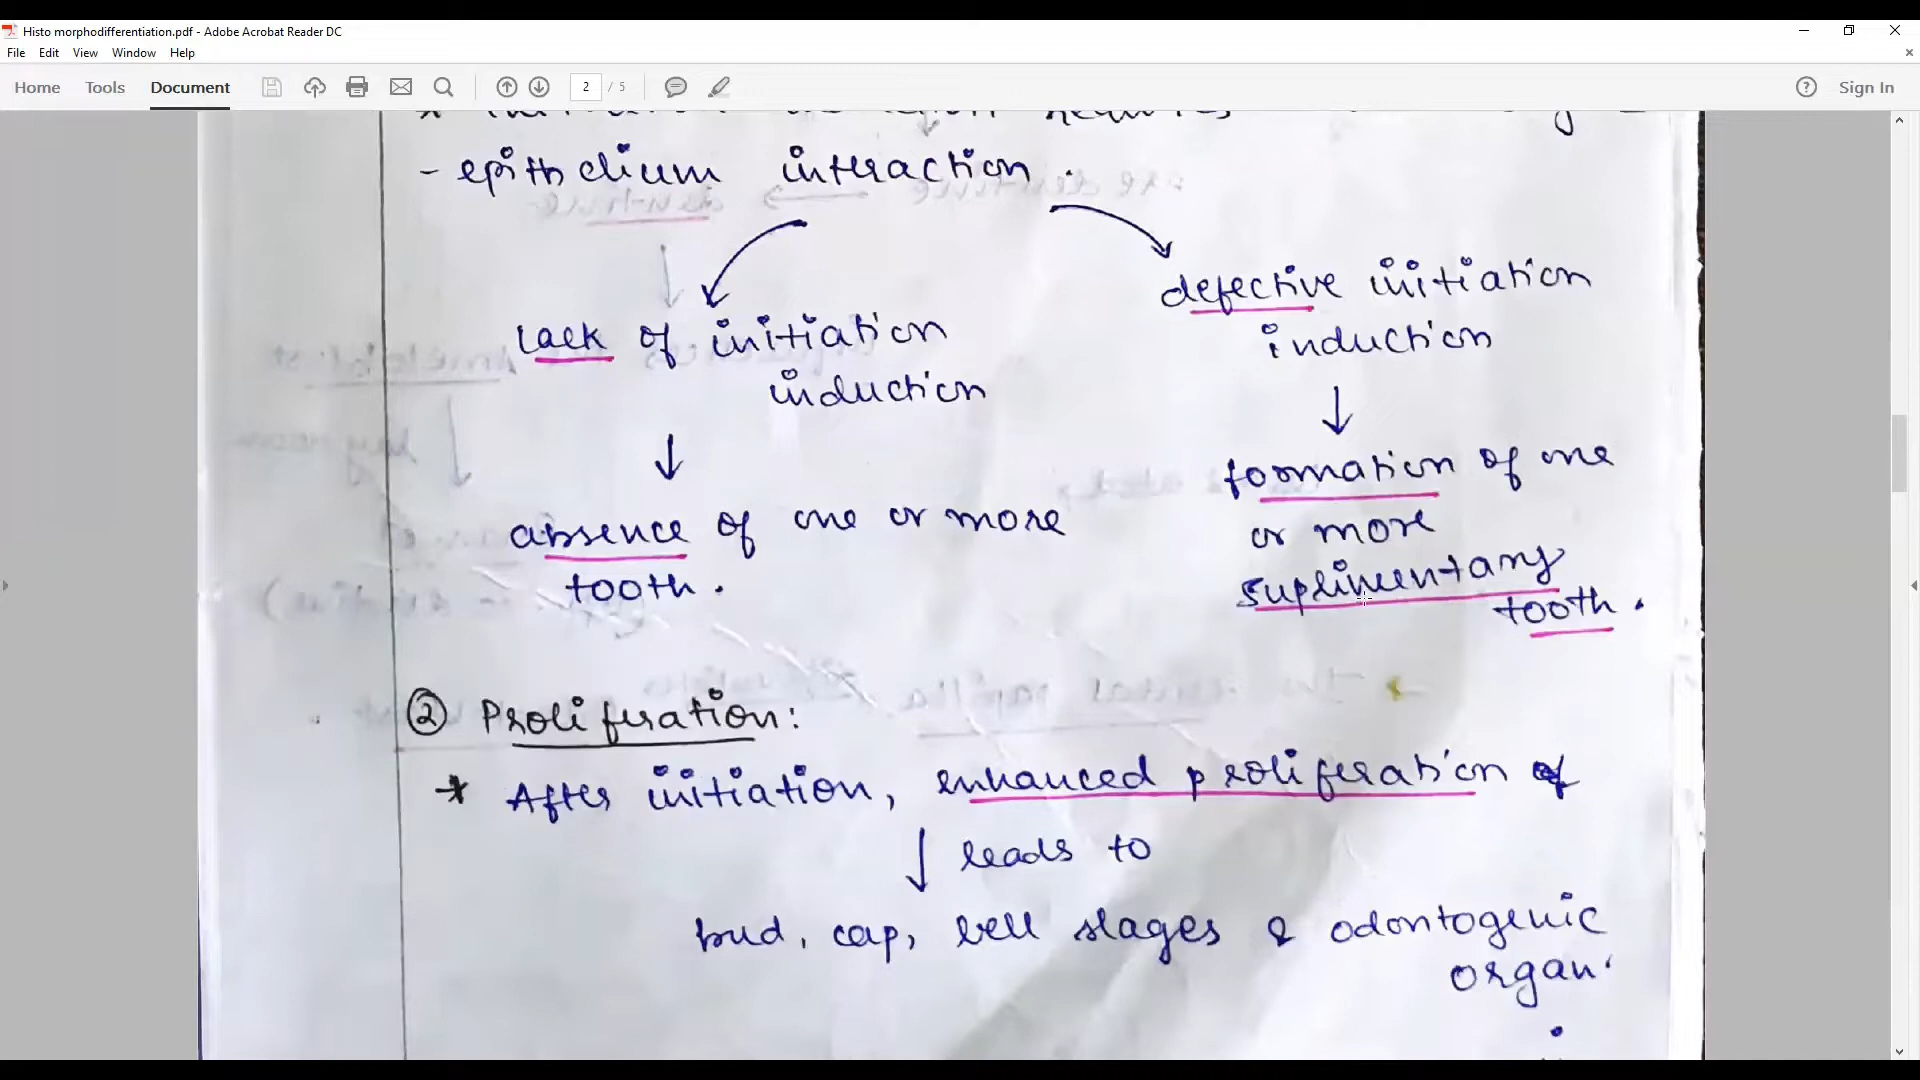 Histo morphodifferentiation.pdf - Adobe Acrobat Reader DC
File Edit View Window Help
Home Tools Document 2 / 5 Sign In
- epithelium interaction.
lack of initiation induction
defective initiation induction
absence of one or more tooth.
formation of one or more suplimentary tooth.
② Proliferation:
* After initiation, enhanced proliferation of
↓ leads to
bud, cap, bell stages & odontogenic
organ.